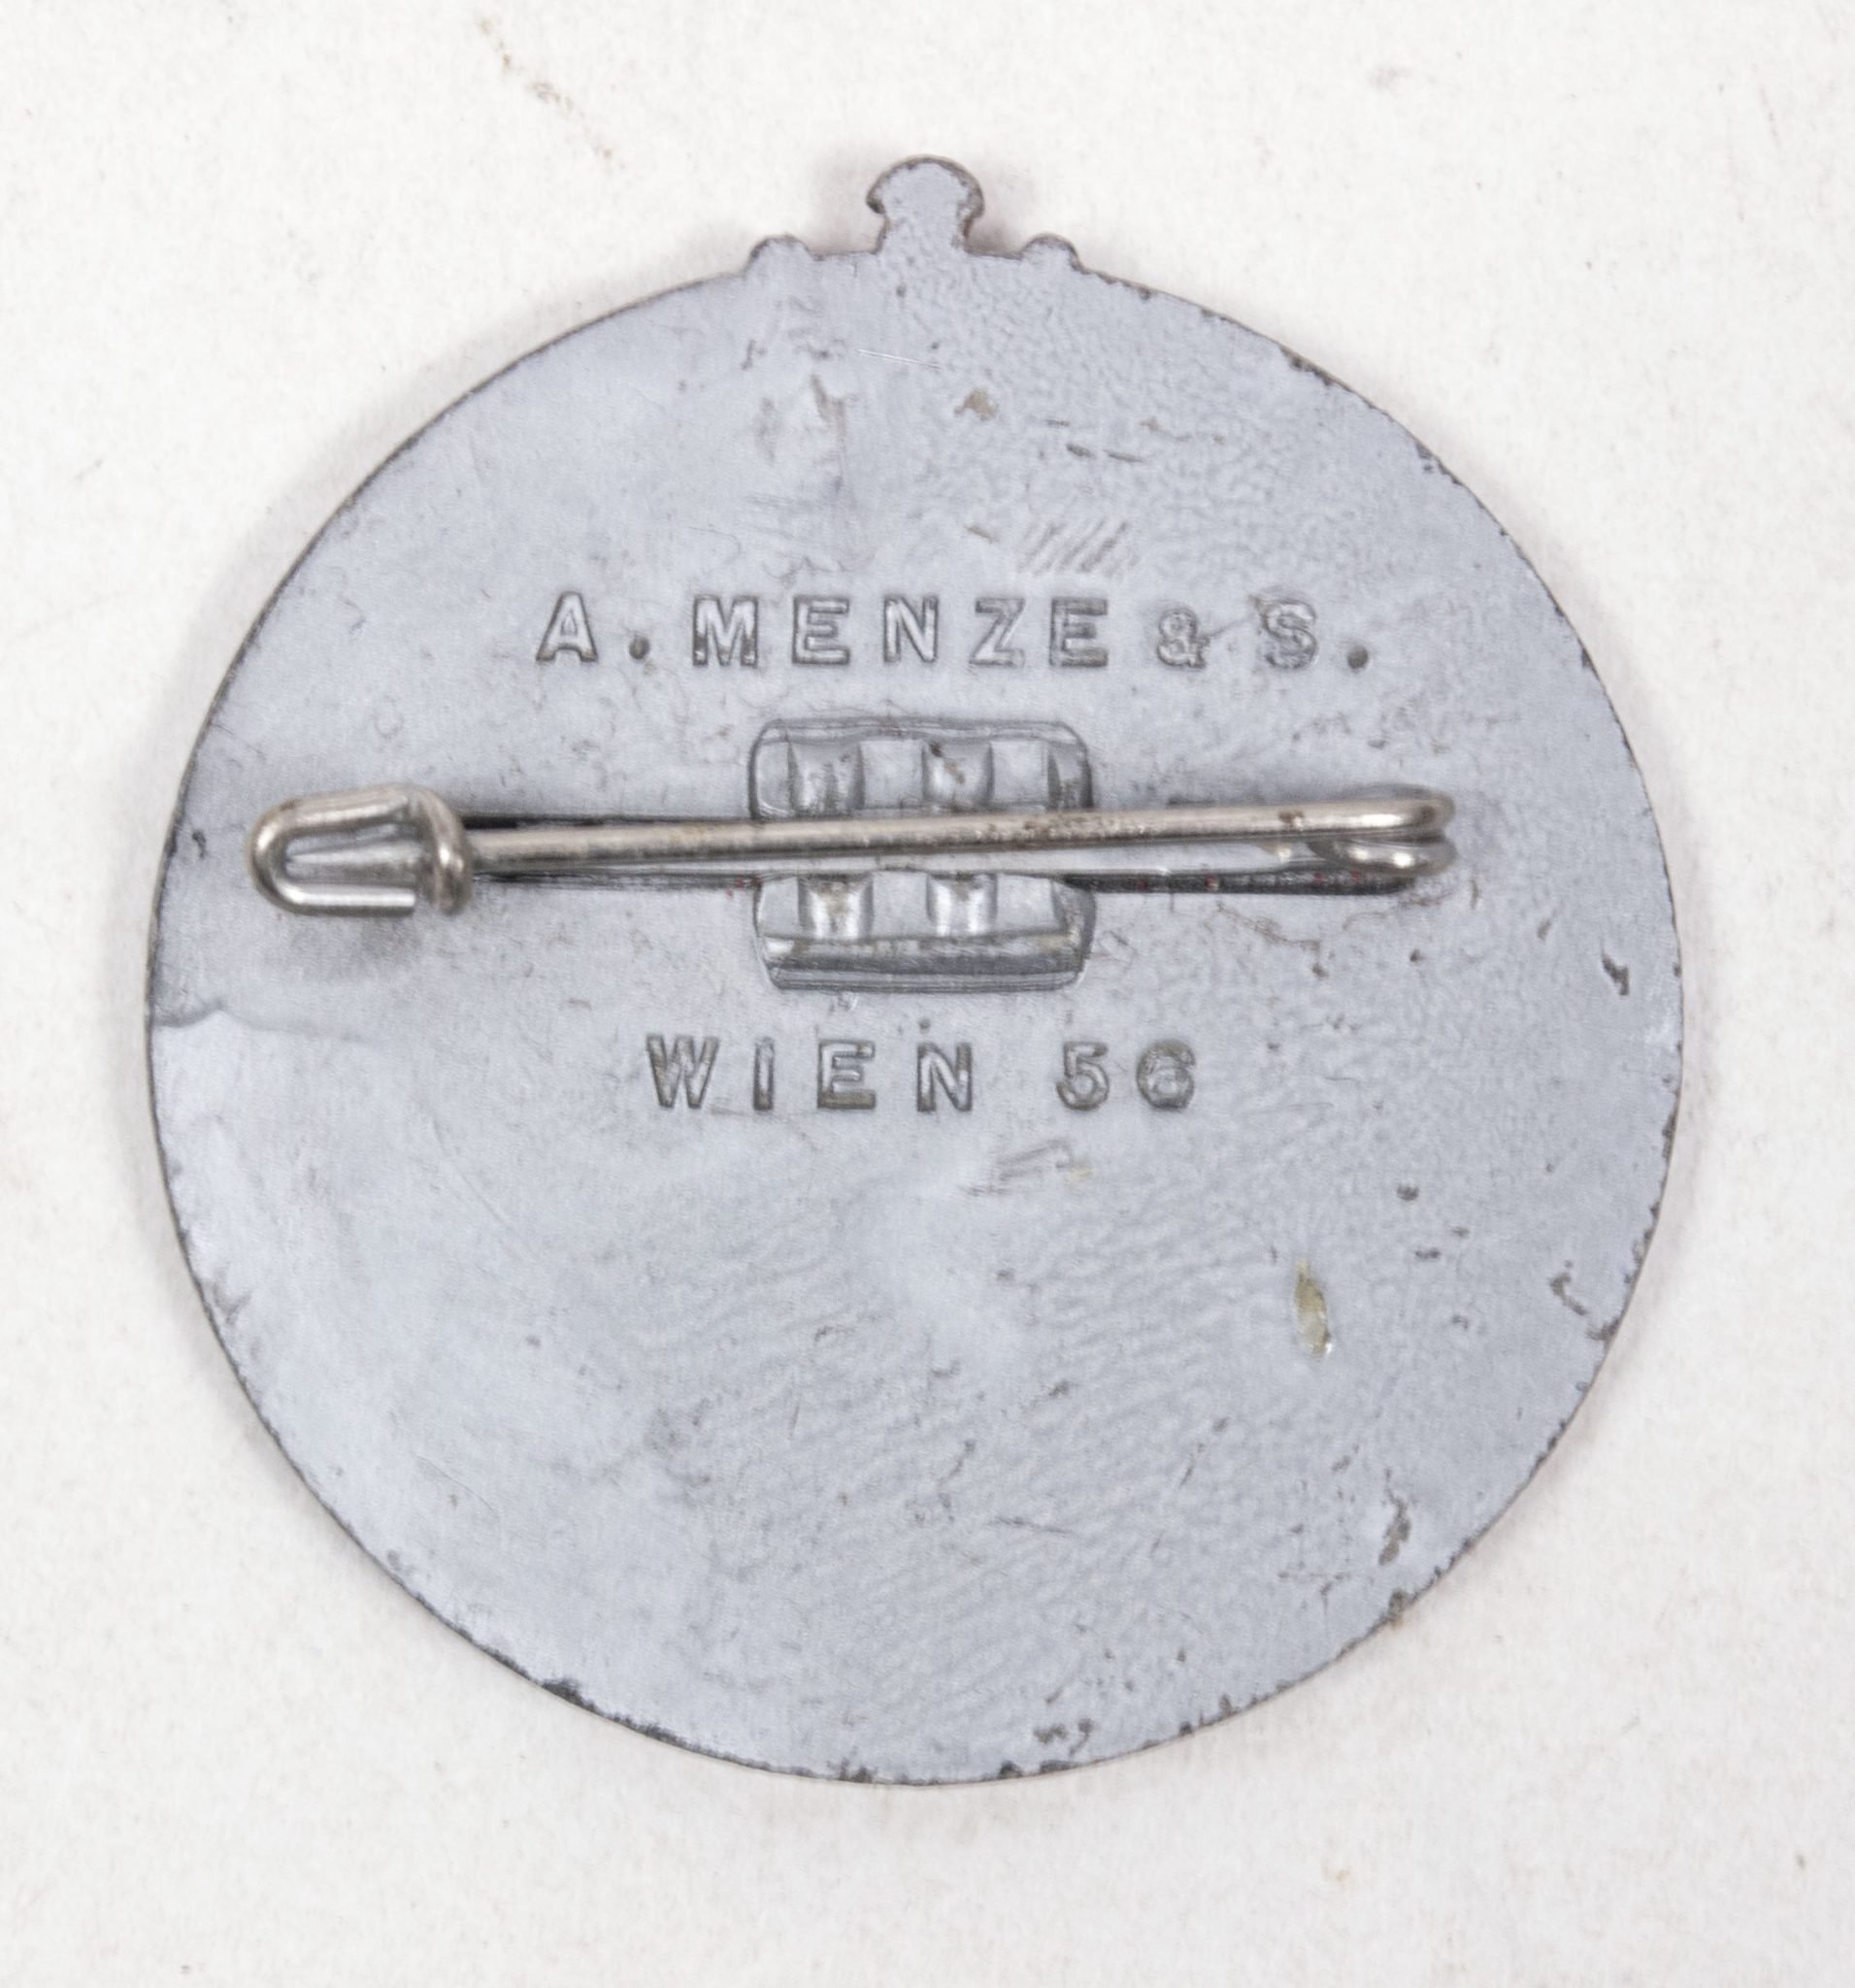 A. MENZE & S.
WIEN 56